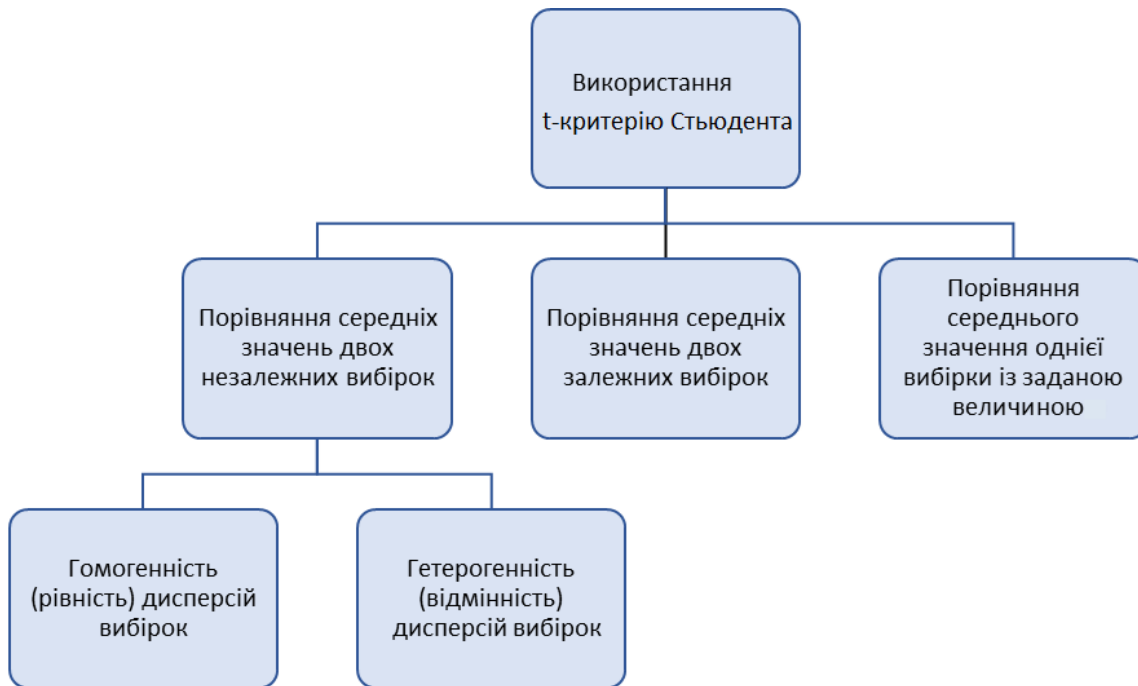 Використання
t-критерію Стьюдента
Порівняння середніх
значень двох
незалежних вибірок
Порівняння середніх
значень двох
залежних вибірок
Порівняння
середнього
значення однієї
вибірки із заданою
величиною
Гомогенність
(рівність) дисперсій
вибірок
Гетерогенність
(відмінність)
дисперсій вибірок